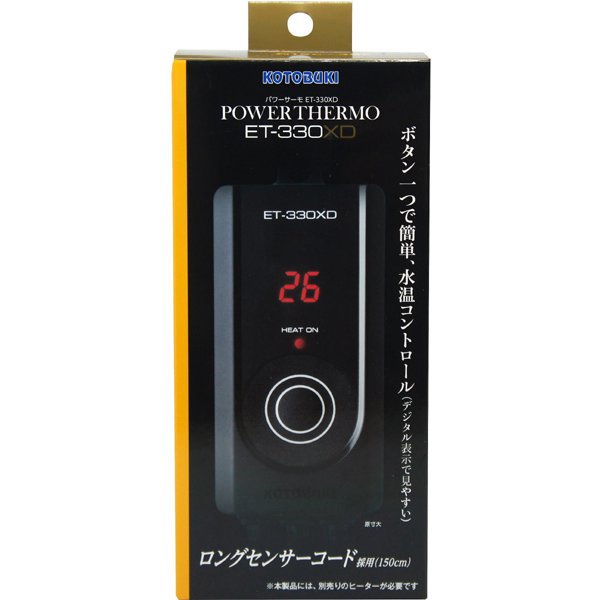 KOTOBUKI
パワーサーモ ET-330XD
POWER THERMO
ET-330XD
ボタン一つで簡単、水温コントロール(デジタル表示で見やすい)
ET-330XD
26
HEAT ON
原寸大
ロングセンサーコード採用(150cm)
※本製品には、別売りのヒーターが必要です